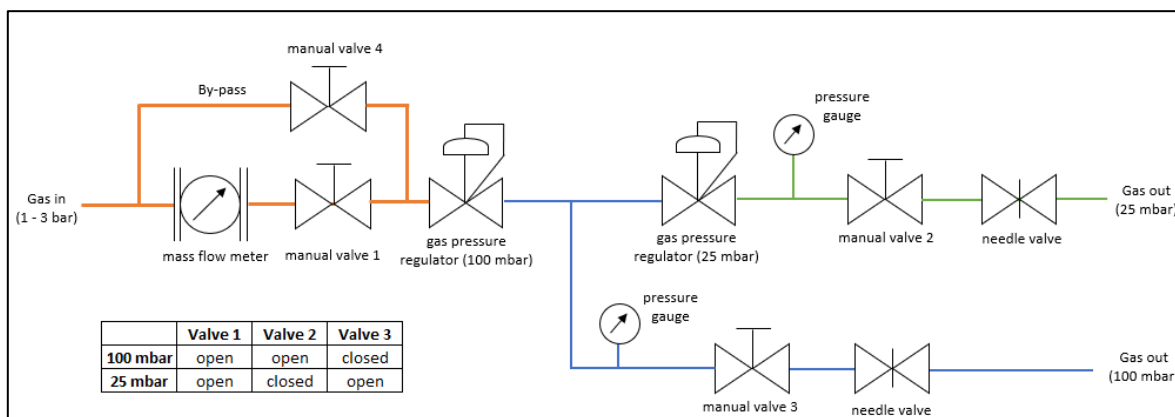 manual valve 4
By-pass
pressure
gauge
Gas in
(1 - 3 bar)
Gas out
(25 mbar)
mass flow meter
manual valve 1
gas pressure
regulator (100 mbar)
gas pressure
regulator (25 mbar)
manual valve 2
needle valve
pressure
gauge
Valve 1 Valve 2 Valve 3
100 mbar open open closed
25 mbar open closed open
Gas out
(100 mbar
manual valve 3
needle valve